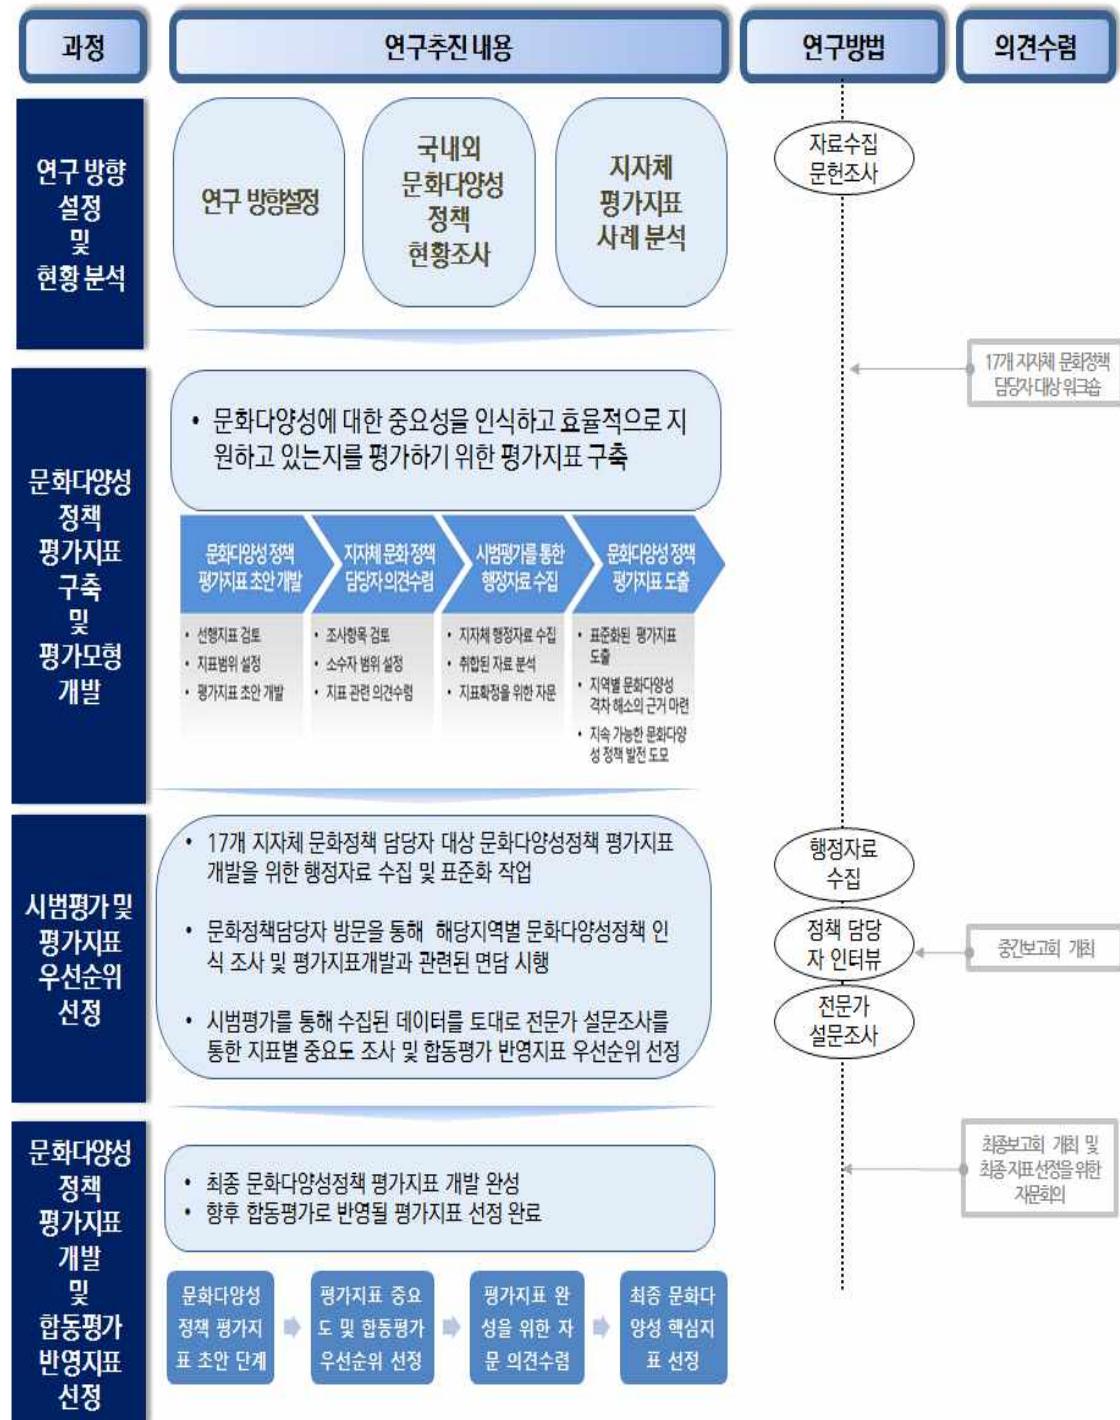 과정
연구추진 내용
연구방법
의견수렴
연구 방향
설정
및
현황 분석
연구 방향설정
국내외
문화다양성
정책
현황조사
지자체
평가지표
사례 분석
자료수집
문헌조사
17개 지자체 문화정책
담당자 대상 워크숍
문화다양성
정책
평가지표
구축
및
평가모형
개발
• 문화다양성에 대한 중요성을 인식하고 효율적으로 지
원하고 있는지를 평가하기 위한 평가지표 구축
문화다양성 정책
평가지표 초안 개발
• 선행지표 검토
• 지표범위 설정
• 평가지표 초안 개발
지자체 문화 정책
담당자 의견수렴
• 조사항목 검토
• 소수자 범위 설정
• 지표 관련 의견수렴
시범평가를 통한
행정자료 수집
• 지자체 행정자료 수집
• 취합된 자료 분석
• 지표확정을 위한 자문
문화다양성 정책
평가지표 도출
• 표준화된 평가지표
도출
• 지역별 문화다양성
격차 해소의 근거 마련
• 지속 가능한 문화다양
성 정책 발전 도모
시범평가 및
평가지표
우선순위
선정
• 17개 지자체 문화정책 담당자 대상 문화다양성정책 평가지표
개발을 위한 행정자료 수집 및 표준화 작업
• 문화정책담당자 방문을 통해 해당지역별 문화다양성정책 인
식 조사 및 평가지표개발과 관련된 면담 시행
• 시범평가를 통해 수집된 데이터를 토대로 전문가 설문조사를
통한 지표별 중요도 조사 및 합동평가 반영지표 우선순위 선정
행정자료
수집
정책 담당
자 인터뷰
전문가
설문조사
중간보고회 개최
문화다양성
정책
평가지표
개발
및
합동평가
반영지표
선정
• 최종 문화다양성정책 평가지표 개발 완성
• 향후 합동평가로 반영될 평가지표 선정 완료
문화다양성
정책 평가지
표 초안 단계
평가지표 중요
도 및 합동평가
우선순위 선정
평가지표 완
성을 위한 자
문 의견수렴
최종 문화다
양성 핵심지
표 선정
최종보고회 개최 및
최종 지표 선정을 위한
자문회의